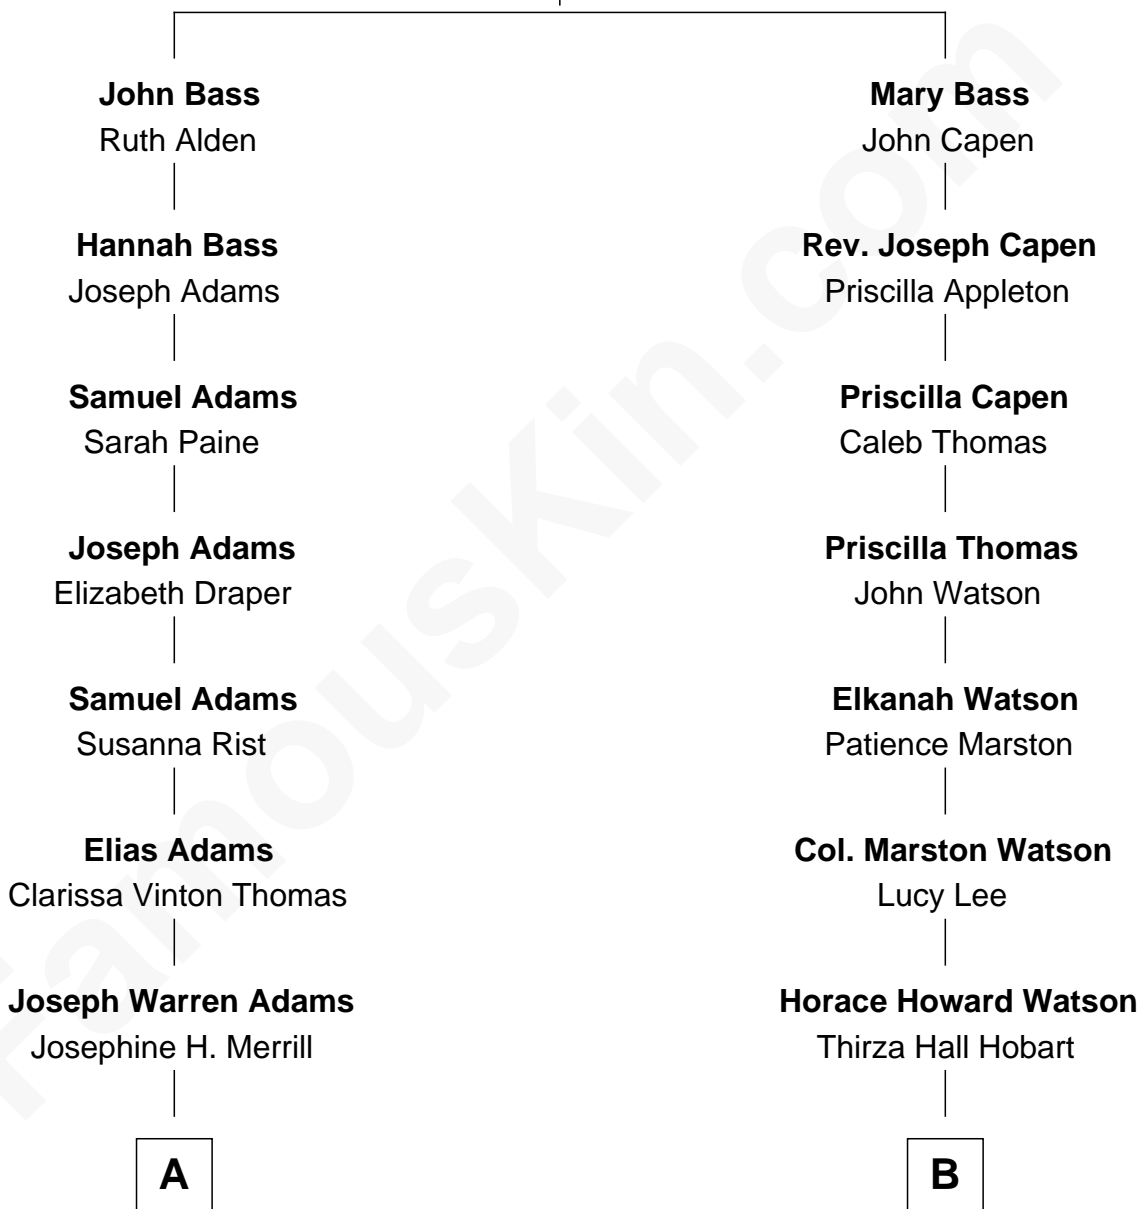 John Bass
Ruth Alden
Mary Bass
John Capen
Hannah Bass
Joseph Adams
Rev. Joseph Capen
Priscilla Appleton
Samuel Adams
Sarah Paine
Priscilla Capen
Caleb Thomas
Joseph Adams
Elizabeth Draper
Priscilla Thomas
John Watson
Samuel Adams
Susanna Rist
Elkanah Watson
Patience Marston
Elias Adams
Clarissa Vinton Thomas
Col. Marston Watson
Lucy Lee
Joseph Warren Adams
Josephine H. Merrill
Horace Howard Watson
Thirza Hall Hobart
A
B
FamousKin.com